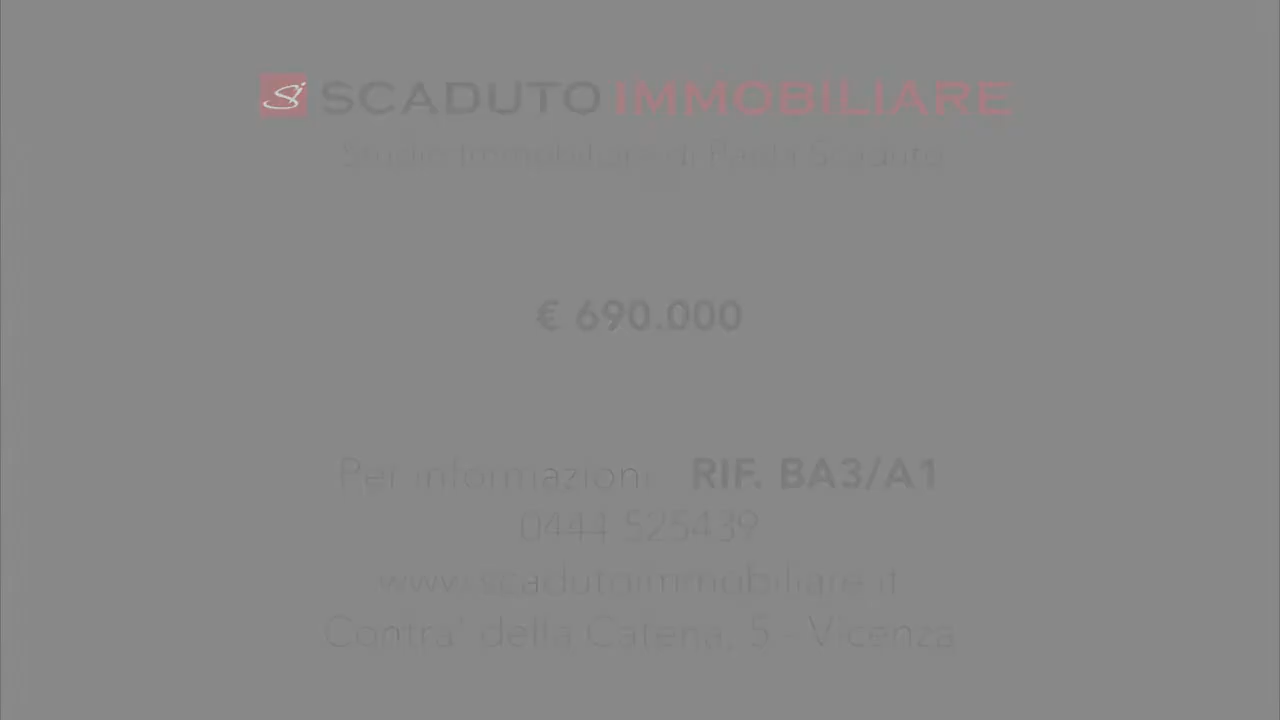 Si SCADUTO IMMOBILIARE
Studio Immobiliare di Paola Scaduto
€ 690.000
Per informazioni RIF. BA3/A1
0444 525439
www.scadutoimmobiliare.it
Contra' della Catena, 5 - Vicenza